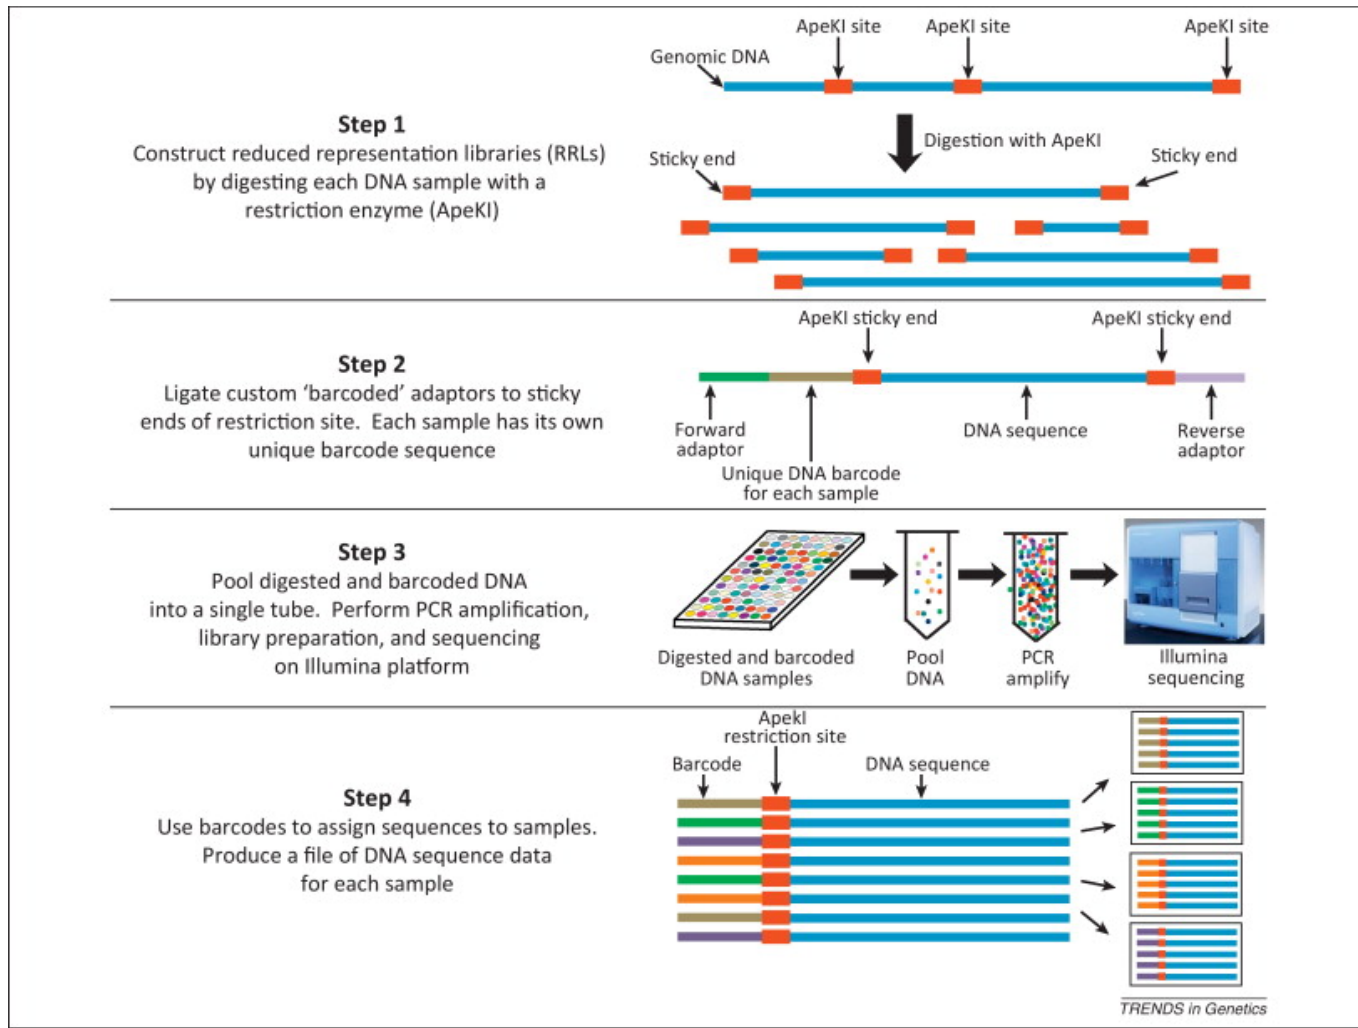 ApeKI site
ApeKI site
ApeKI site
Genomic DNA
Step 1
Construct reduced representation libraries (RRLs)
by digesting each DNA sample with a
restriction enzyme (ApeKI)
Digestion with ApeKI
Sticky end
Sticky end
Step 2
Ligate custom ‘barcoded’ adaptors to sticky
ends of restriction site. Each sample has its own
unique barcode sequence
ApeKI sticky end
ApeKI sticky end
Forward
adaptor
Unique DNA barcode
for each sample
DNA sequence
Reverse
adaptor
Step 3
Pool digested and barcoded DNA
into a single tube. Perform PCR amplification,
library preparation, and sequencing
on Illumina platform
Digested and barcoded
DNA samples
Pool
DNA
PCR
amplify
Illumina
sequencing
Step 4
Use barcodes to assign sequences to samples.
Produce a file of DNA sequence data
for each sample
Barcode
ApekI
restriction site
DNA sequence
TRENDS in Genetics